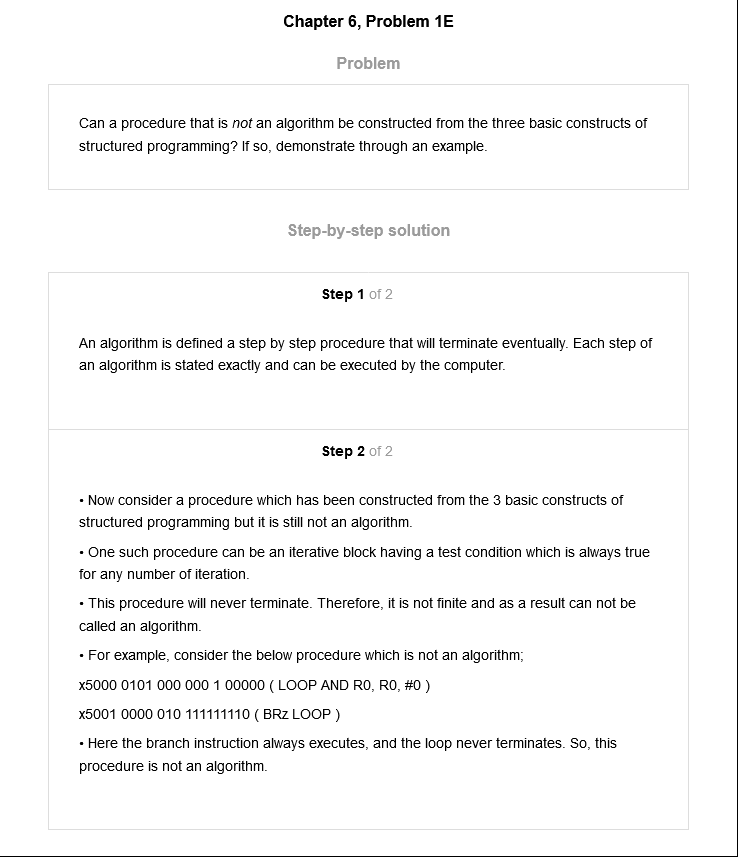 Chapter 6, Problem 1E
Problem
Can a procedure that is not an algorithm be constructed from the three basic constructs of
structured programming? If so, demonstrate through an example.
Step-by-step solution
Step 1 of 2
An algorithm is defined a step by step procedure that will terminate eventually. Each step of
an algorithm is stated exactly and can be executed by the computer.
Step 2 of 2
• Now consider a procedure which has been constructed from the 3 basic constructs of
structured programming but it is still not an algorithm.
• One such procedure can be an iterative block having a test condition which is always true
for any number of iteration.
• This procedure will never terminate. Therefore, it is not finite and as a result can not be
called an algorithm.
• For example, consider the below procedure which is not an algorithm;
x5000 0101 000 000 1 00000 ( LOOP AND R0, R0, #0 )
x5001 0000 010 111111110 ( BRz LOOP )
• Here the branch instruction always executes, and the loop never terminates. So, this
procedure is not an algorithm.